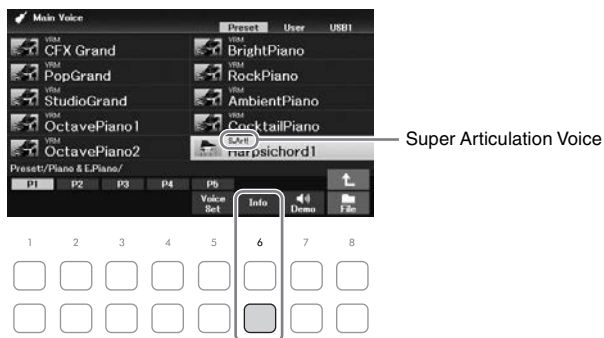 Main Voice
Preset User USB1
VRM CFX Grand
VRM BrightPiano
VRM PopGrand
VRM RockPiano
VRM StudioGrand
VRM AmbientPiano
VRM OctavePiano1
VRM CocktailPiano
VRM OctavePiano2
S.Art! Harpsichord1
Super Articulation Voice
Preset:/Piano & E.Piano/
P1 P2 P3 P4 P5
Voice Set
Info
Demo
File
1 2 3 4 5 6 7 8